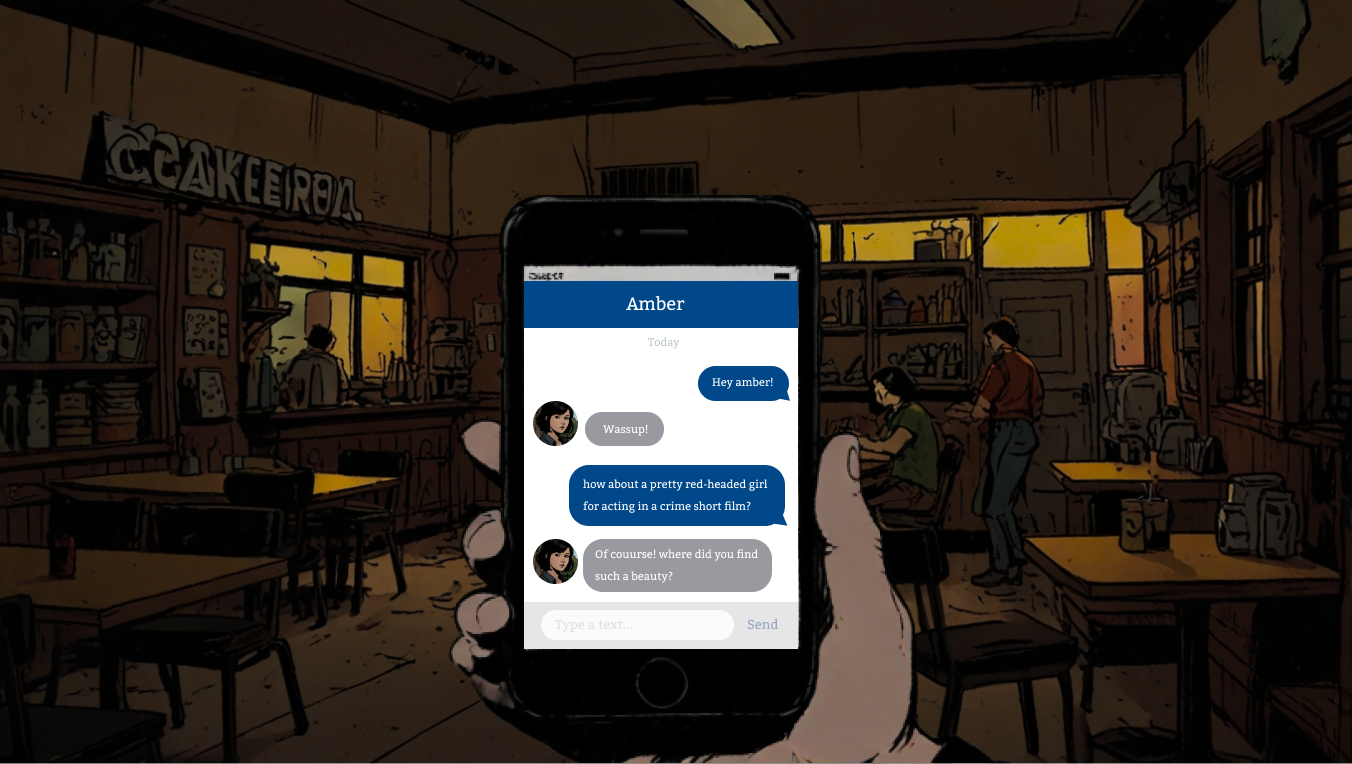 Amber
Today
Hey amber!
Wassup!
how about a pretty red-headed girl
for acting in a crime short film?
Of couurse! where did you find
such a beauty?
Type a text...
Send